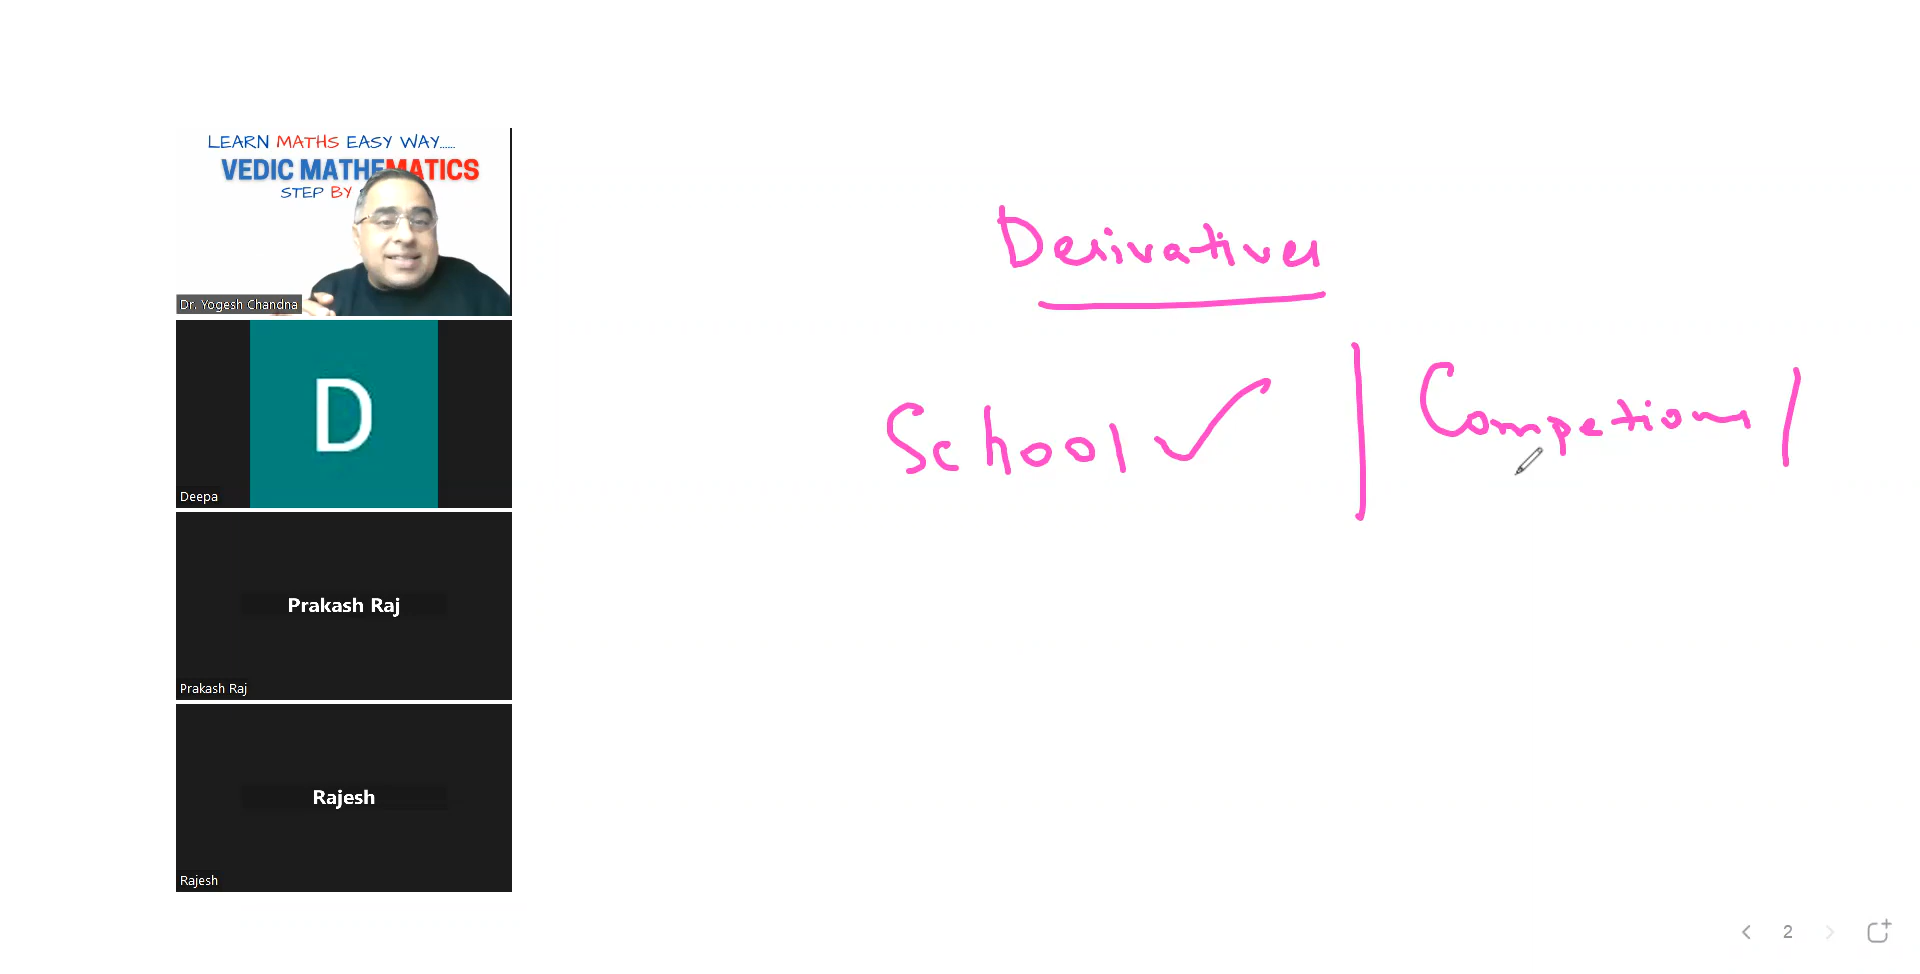 LEARN MATHS EASY WAY......
VEDIC MATHEMATICS
STEP BY
Dr. Yogesh Chandna
D
Deepa
Prakash Raj
Prakash Raj
Rajesh
Rajesh
Derivatives
School ✓ | Competions |
2